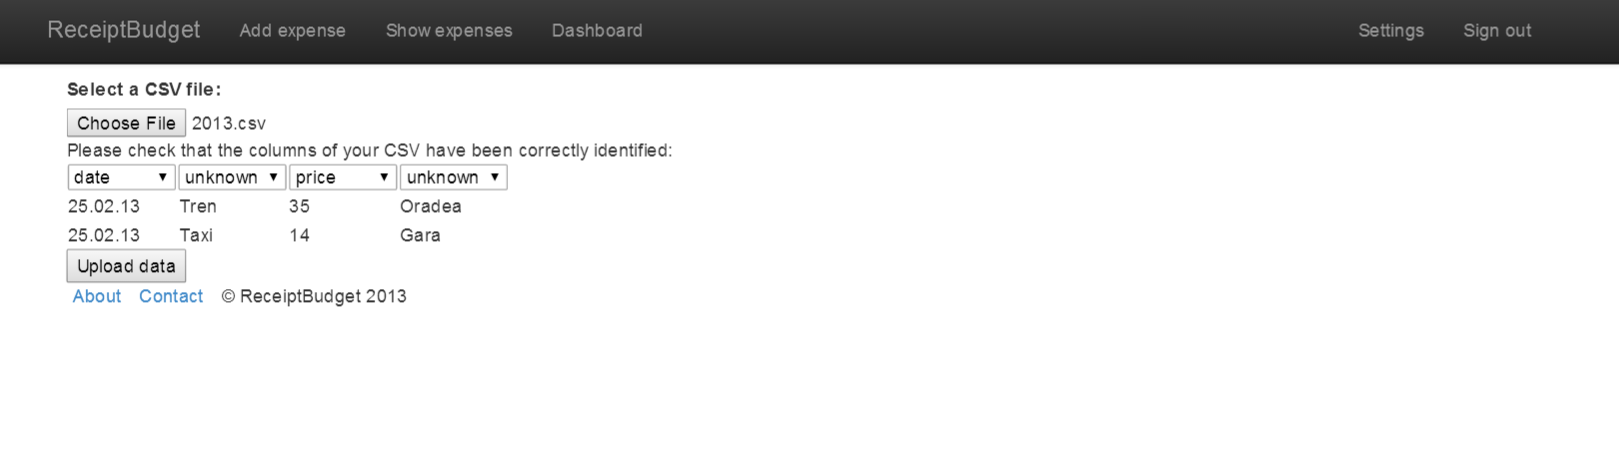 ReceiptBudget Add expense Show expenses Dashboard Settings Sign out
Select a CSV file:
Choose File 2013.csv
Please check that the columns of your CSV have been correctly identified:
date unknown price unknown
25.02.13 Tren 35 Oradea
25.02.13 Taxi 14 Gara
Upload data
About Contact © ReceiptBudget 2013